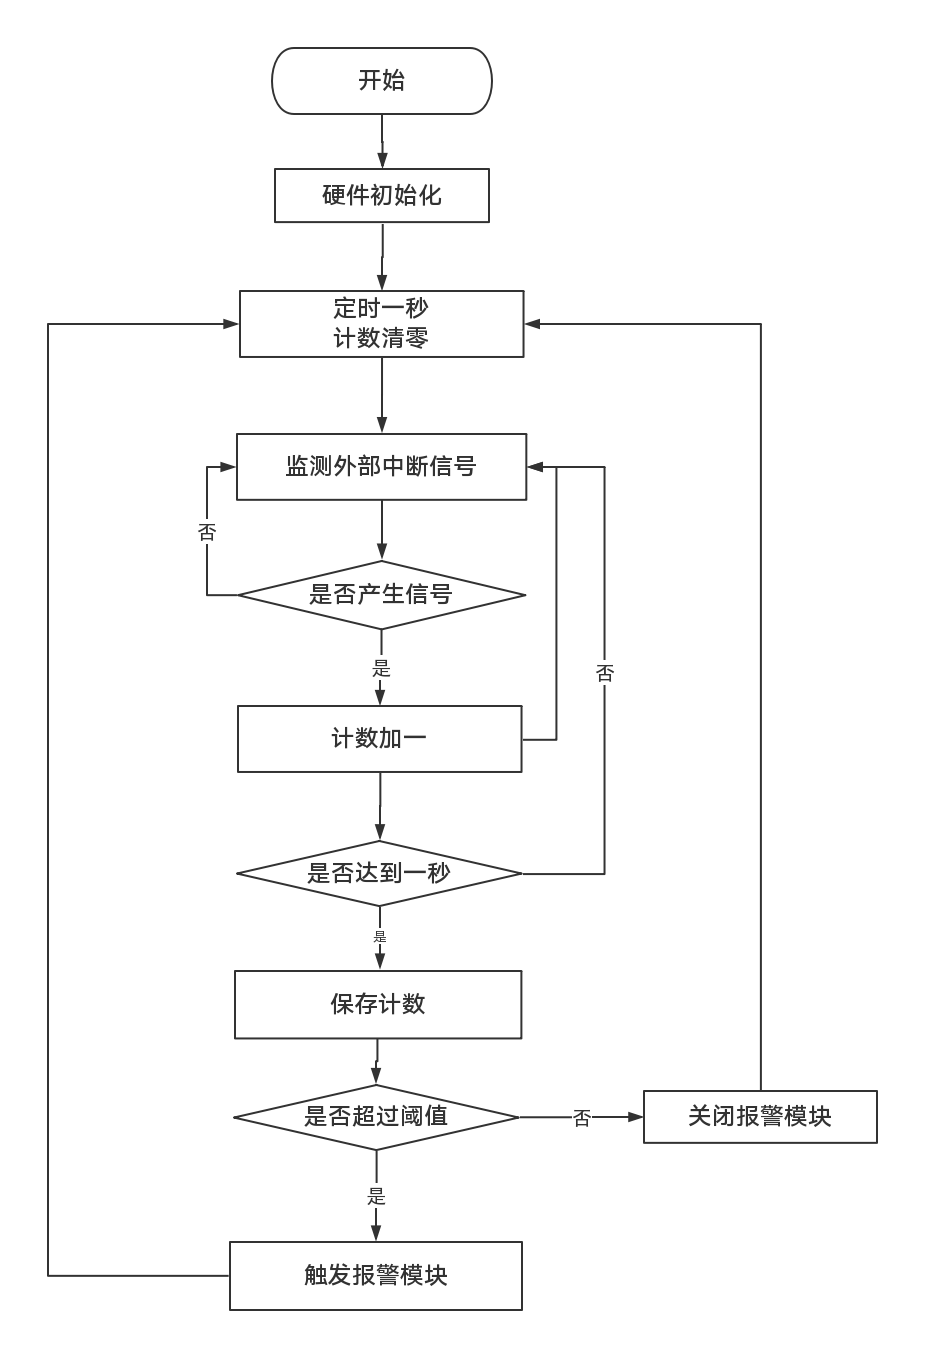 开始
硬件初始化
定时一秒
计数清零
监测外部中断信号
否
是否产生信号
是
否
计数加一
是否达到一秒
是
保存计数
是否超过阈值
否
关闭报警模块
是
触发报警模块